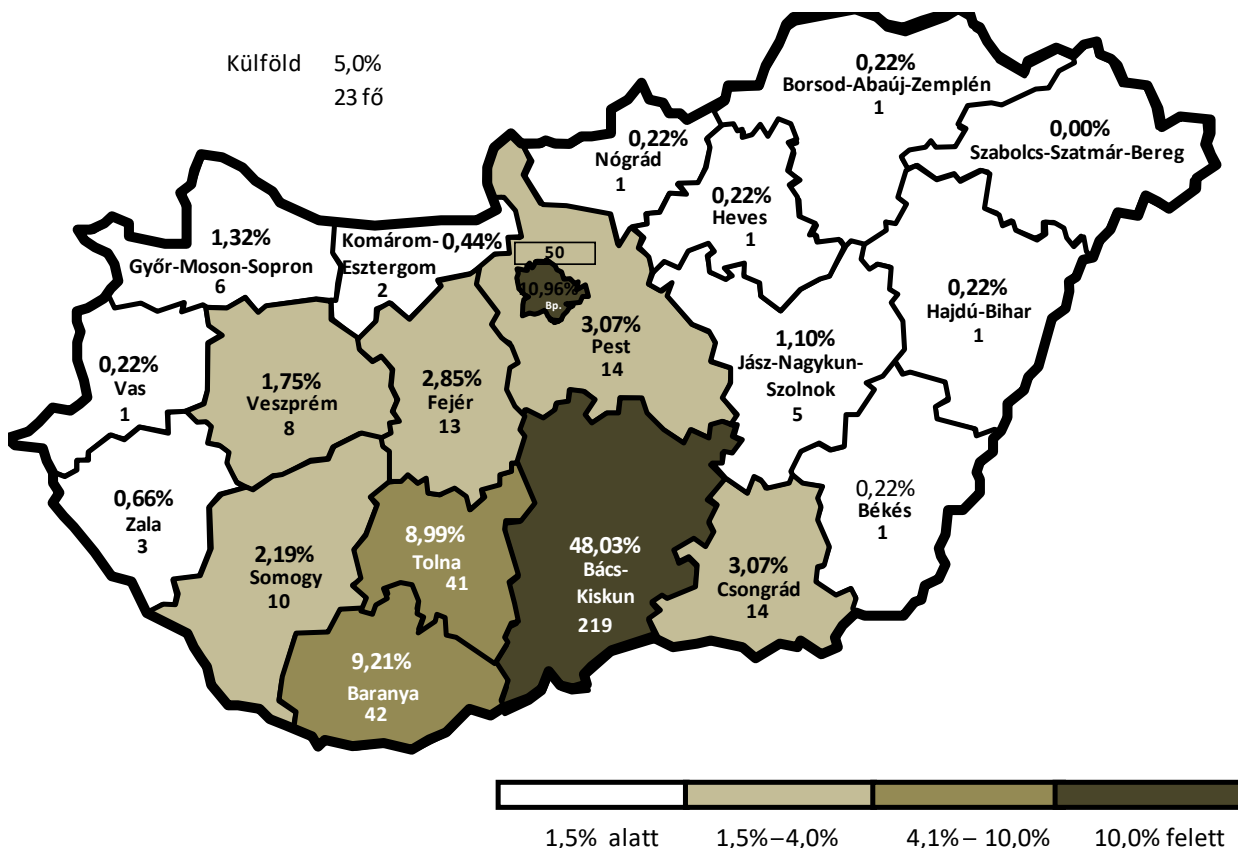 Külföld 5,0%
23 fő
0,22%
Borsod-Abaúj-Zemplén
1
0,00%
Szabolcs-Szatmár-Bereg
0,22%
Nógrád
1
0,22%
Heves
1
1,32%
Győr-Moson-Sopron
6
Komárom- 0,44%
Esztergom
2
50
10,96%
Bp.
3,07%
Pest
14
0,22%
Hajdú-Bihar
1
1,10%
Jász-Nagykun-
Szolnok
5
0,22%
Vas
1
1,75%
Veszprém
8
2,85%
Fejér
13
0,66%
Zala
3
2,19%
Somogy
10
8,99%
Tolna
41
48,03%
Bács-
Kiskun
219
3,07%
Csongrád
14
0,22%
Békés
1
9,21%
Baranya
42
1,5% alatt 1,5%–4,0% 4,1%– 10,0% 10,0% felett